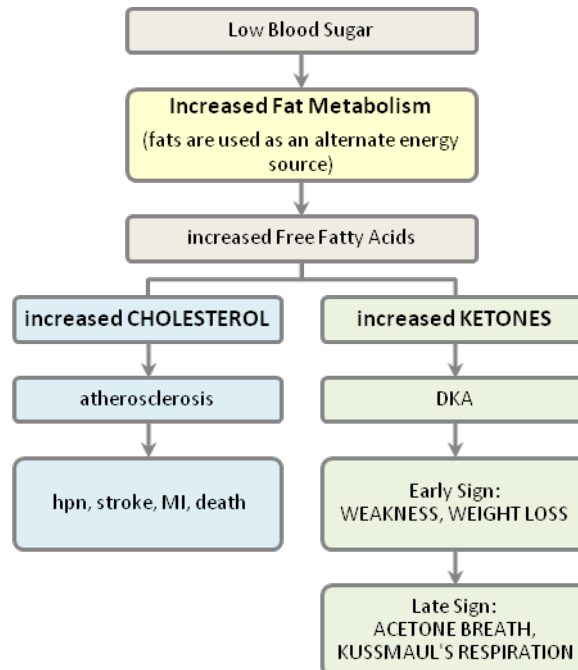 Low Blood Sugar
Increased Fat Metabolism
(fats are used as an alternate energy
source)
increased Free Fatty Acids
increased CHOLESTEROL
increased KETONES
atherosclerosis
DKA
hpn, stroke, MI, death
Early Sign:
WEAKNESS, WEIGHT LOSS
Late Sign:
ACETONE BREATH,
KUSSMAUL'S RESPIRATION